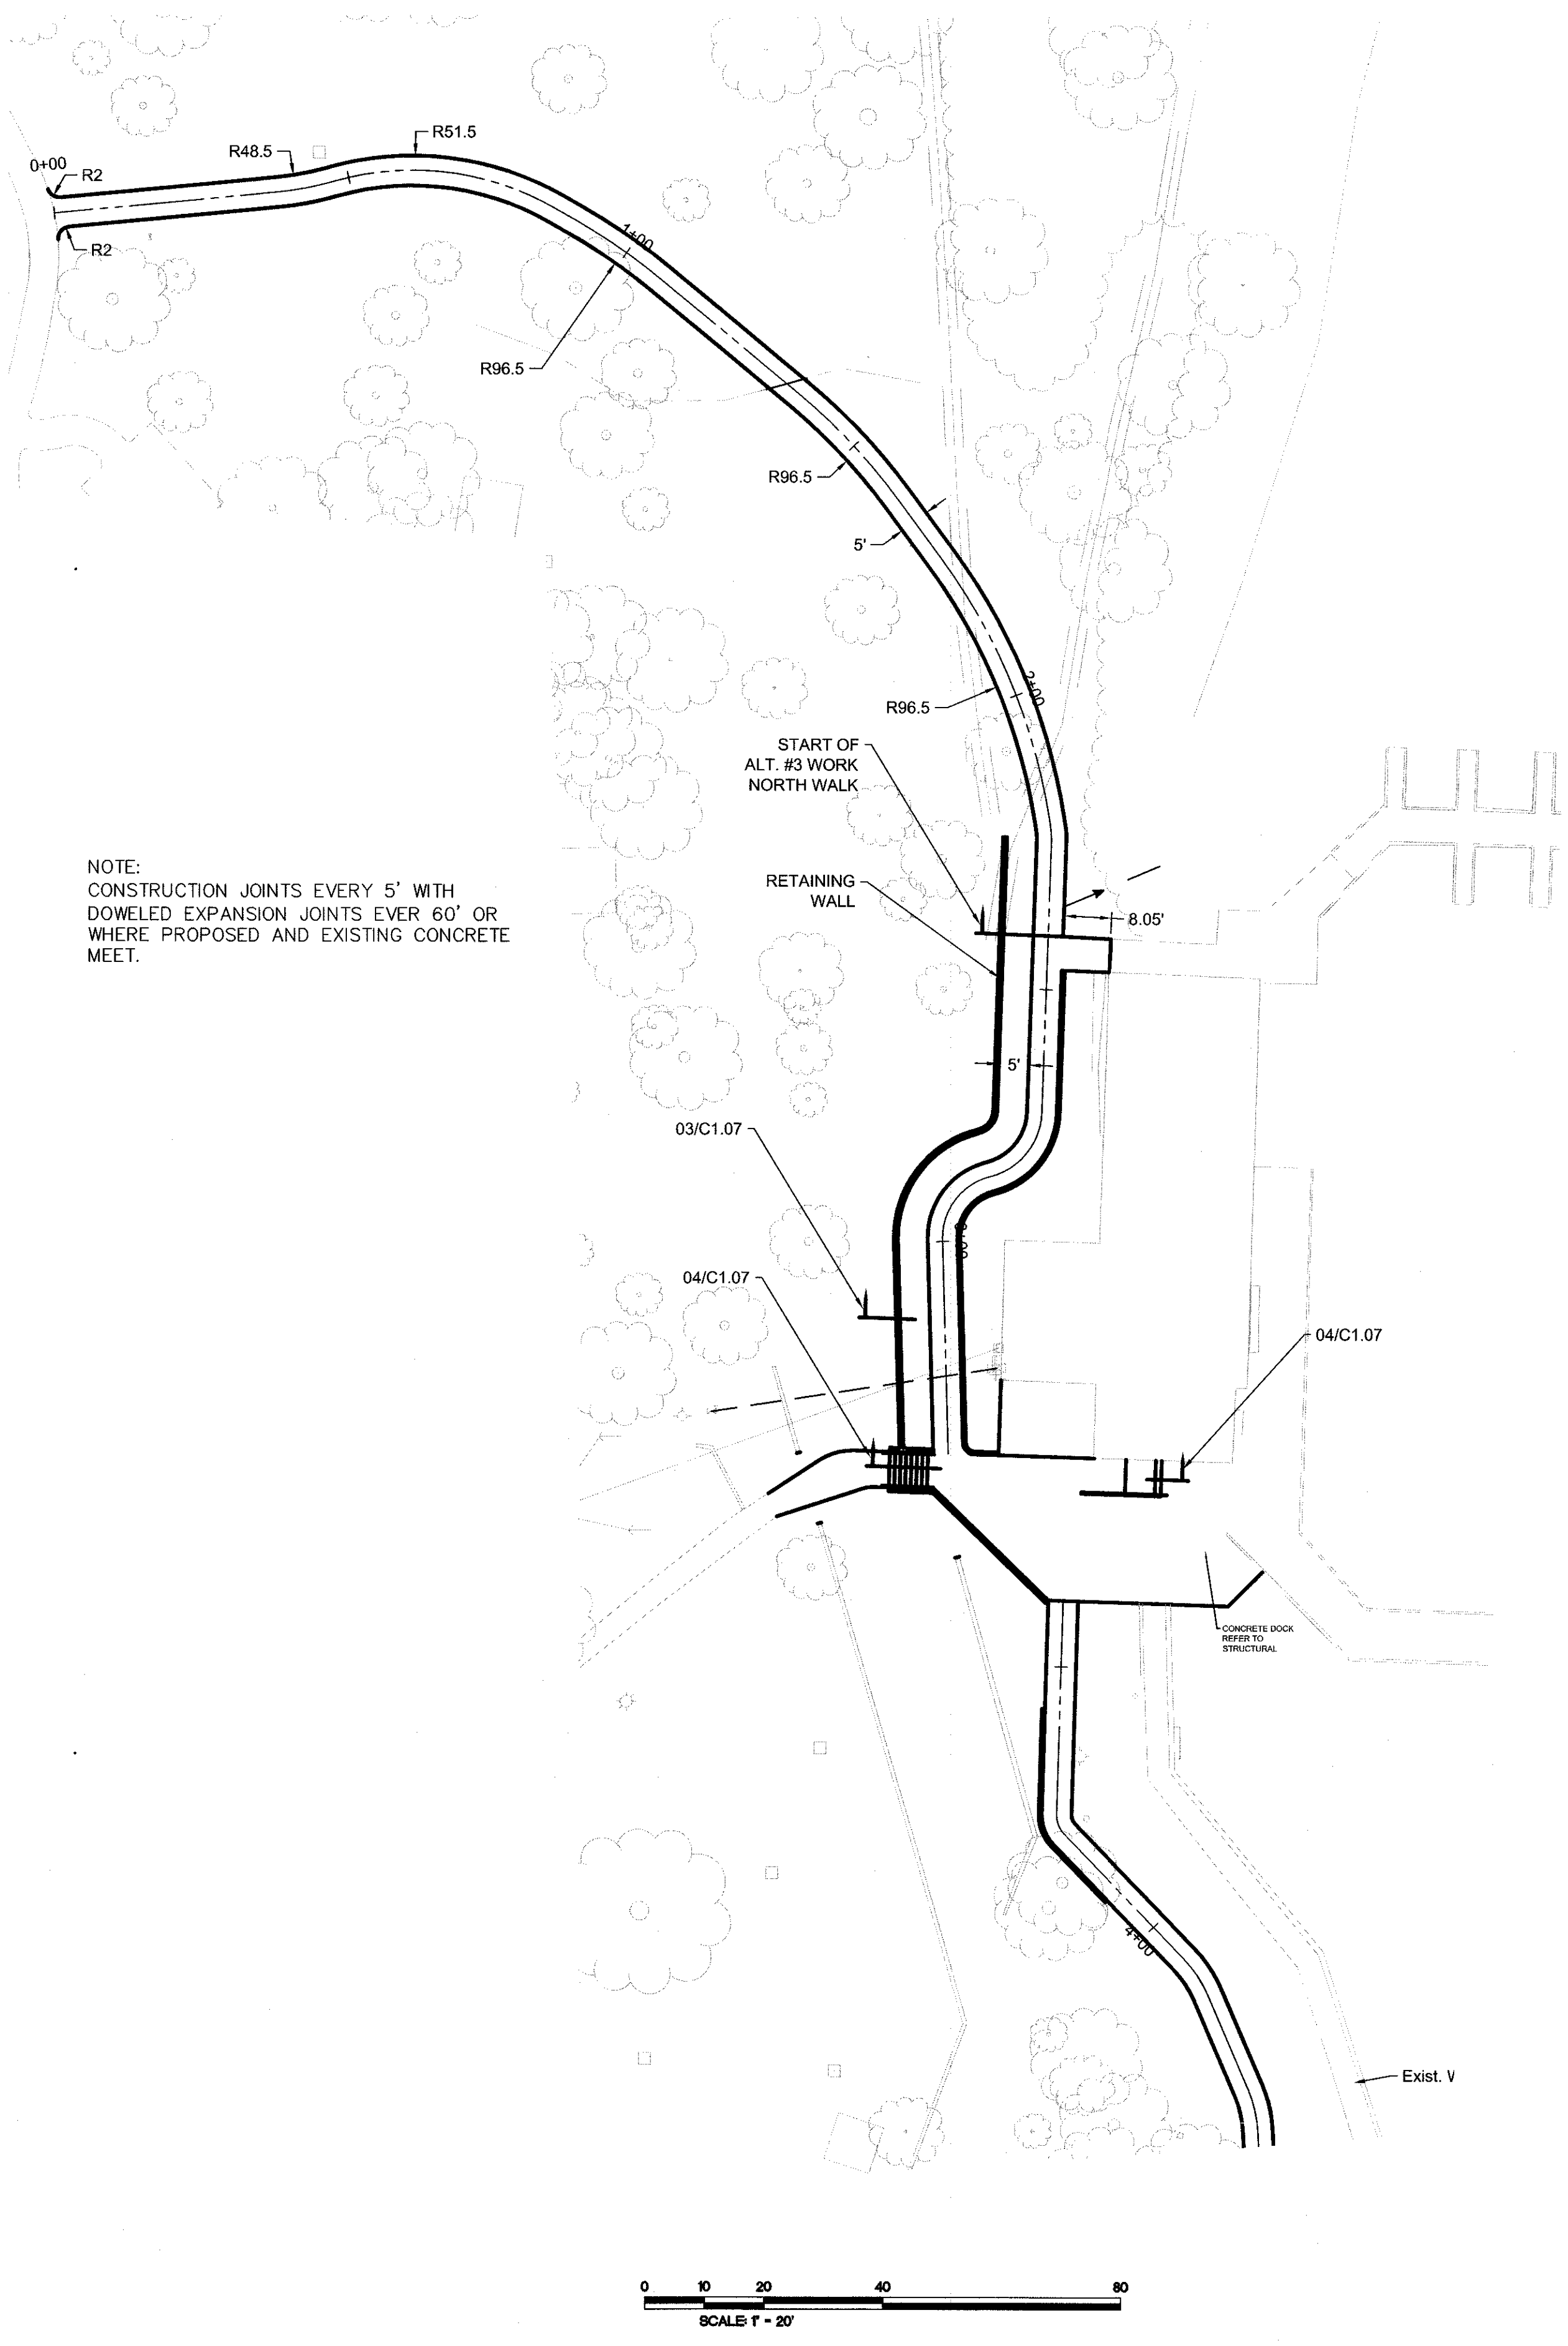 R51.5
R48.5
0+00
R2
R2
1+00
R96.5
R96.5
5'
2+00
R96.5
START OF
ALT. #3 WORK
NORTH WALK
RETAINING
WALL
8.05'
NOTE:
CONSTRUCTION JOINTS EVERY 5' WITH
DOWELED EXPANSION JOINTS EVER 60' OR
WHERE PROPOSED AND EXISTING CONCRETE
MEET.
5'
03/C1.07
04/C1.07
04/C1.07
CONCRETE DOCK
REFER TO
STRUCTURAL
4+00
Exist.
0 10 20 40 80
SCALE: 1" = 20'